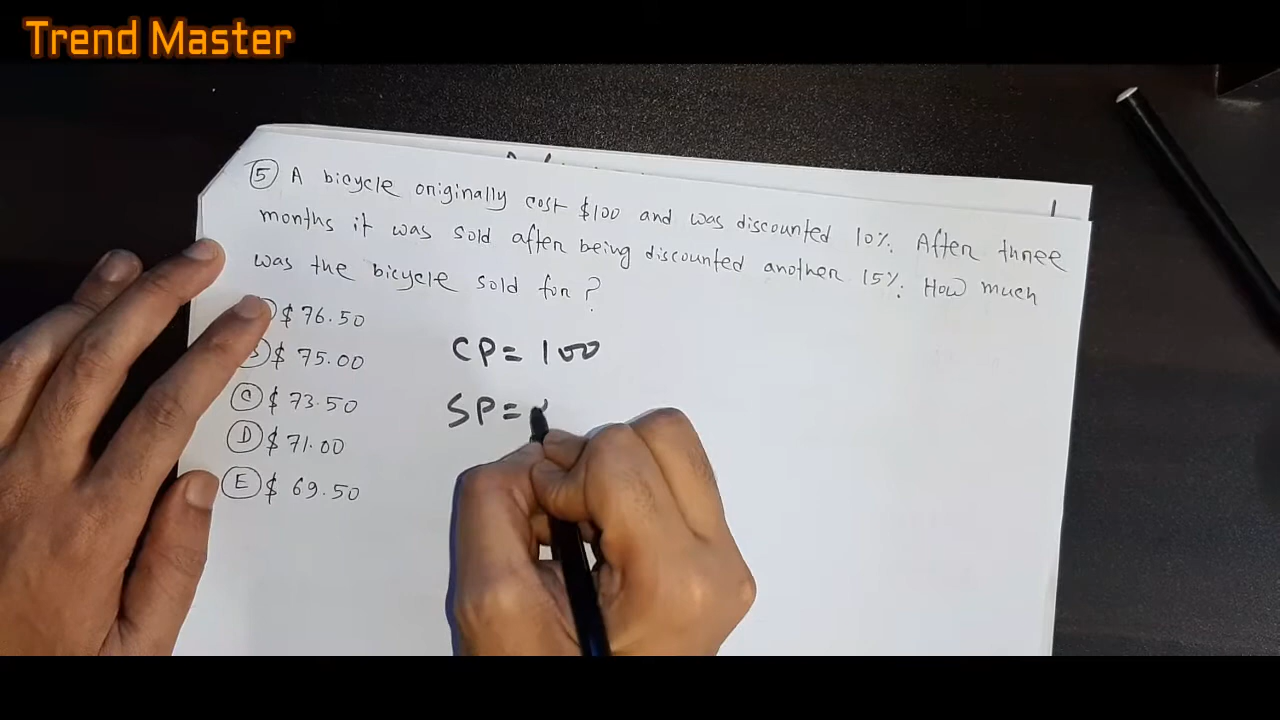 Trend Master
5 A bicycle originally cost $100 and was discounted 10%. After three
months it was sold after being discounted another 15%. How much
was the bicycle sold for?
$ 76.50
$ 75.00
C $ 73.50
D $ 71.00
E $ 69.50
CP = 100
SP =